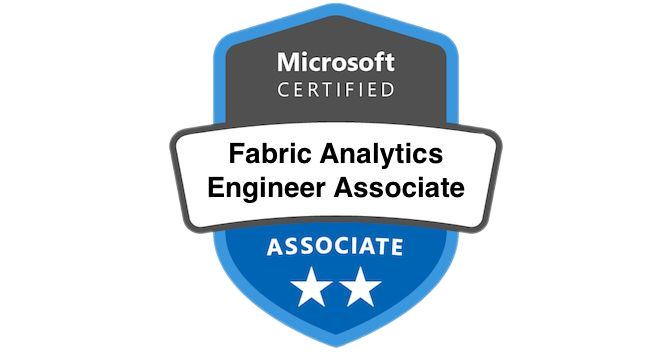 Microsoft
CERTIFIED
Fabric Analytics
Engineer Associate
ASSOCIATE